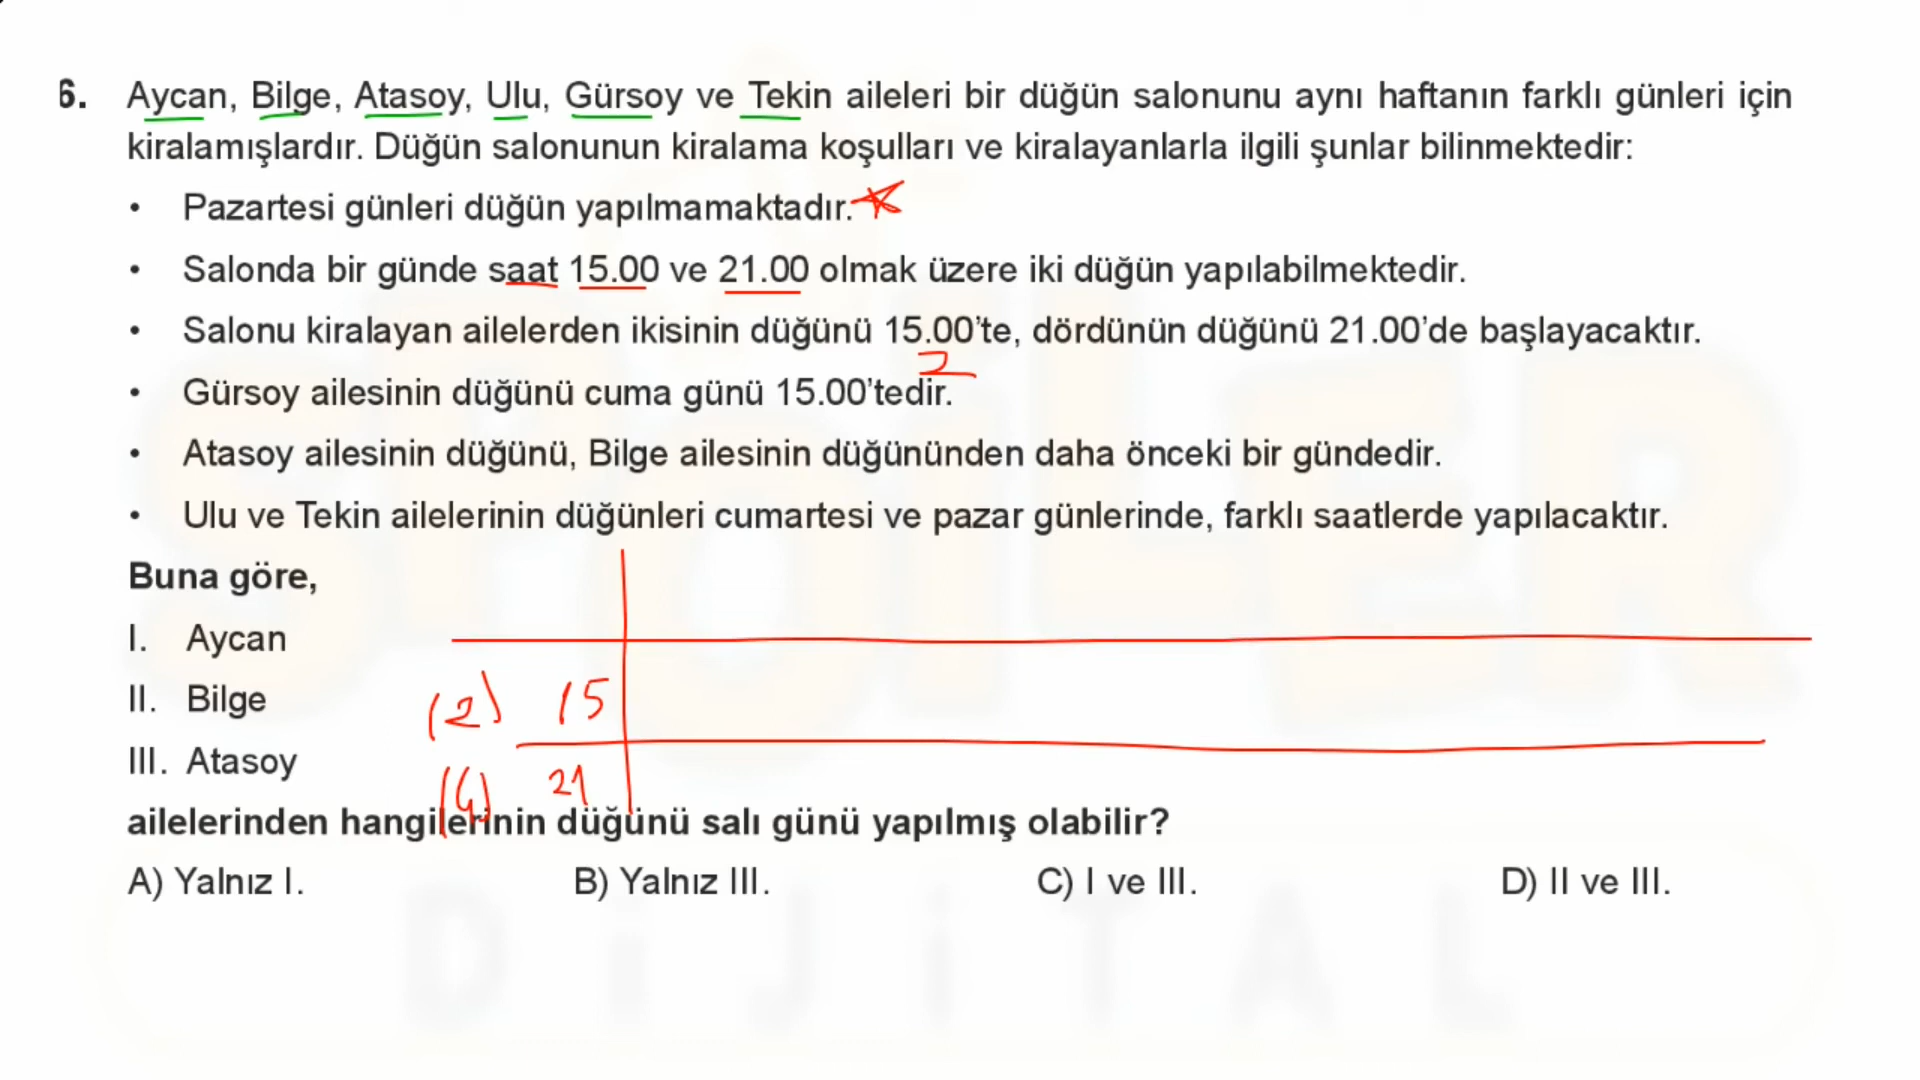 6. Aycan, Bilge, Atasoy, Ulu, Gürsoy ve Tekin aileleri bir düğün salonunu aynı haftanın farklı günleri için
kiralamışlardır. Düğün salonunun kiralama koşulları ve kiralayanlarla ilgili şunlar bilinmektedir:
• Pazartesi günleri düğün yapılmamaktadır.
• Salonda bir günde saat 15.00 ve 21.00 olmak üzere iki düğün yapılabilmektedir.
• Salonu kiralayan ailelerden ikisinin düğünü 15.00'te, dördünün düğünü 21.00'de başlayacaktır.
2
• Gürsoy ailesinin düğünü cuma günü 15.00'tedir.
• Atasoy ailesinin düğünü, Bilge ailesinin düğününden daha önceki bir gündedir.
• Ulu ve Tekin ailelerinin düğünleri cumartesi ve pazar günlerinde, farklı saatlerde yapılacaktır.
Buna göre,
I. Aycan
II. Bilge
(2) 15
III. Atasoy
(4) 21
ailelerinden hangilerinin düğünü salı günü yapılmış olabilir?
A) Yalnız I. B) Yalnız III. C) I ve III. D) II ve III.
SPOİLER
DİJİTAL